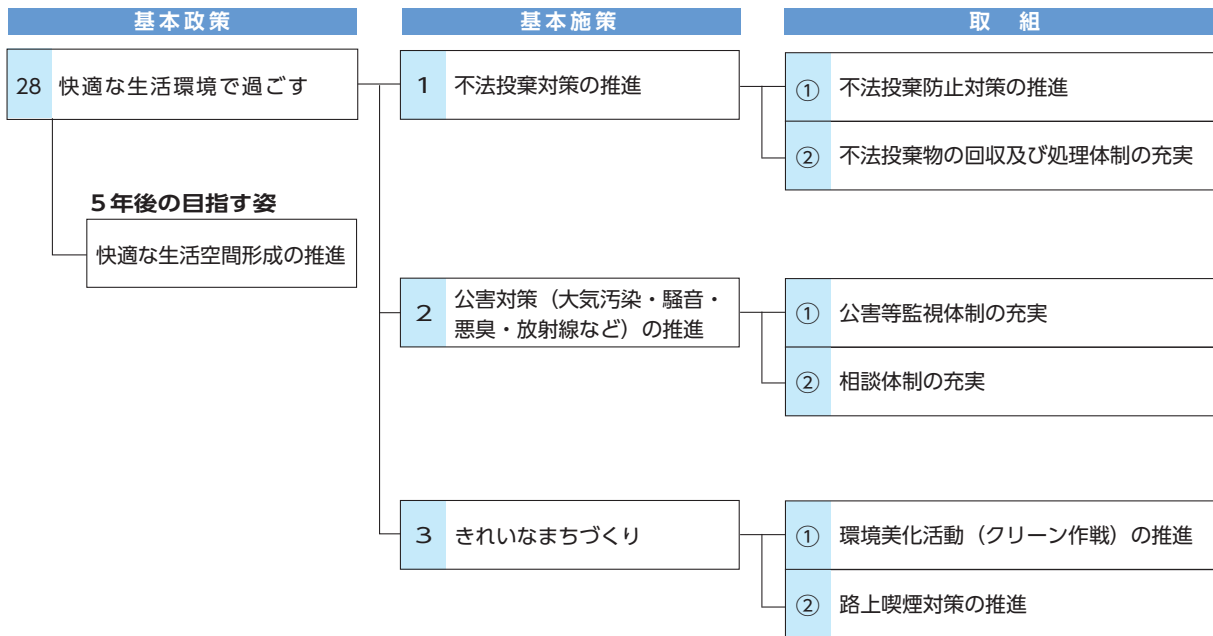 基本政策
基本施策
取 組
28 快適な生活環境で過ごす
5年後の目指す姿
快適な生活空間形成の推進
1 不法投棄対策の推進
① 不法投棄防止対策の推進
② 不法投棄物の回収及び処理体制の充実
2 公害対策（大気汚染・騒音・
悪臭・放射線など）の推進
① 公害等監視体制の充実
② 相談体制の充実
3 きれいなまちづくり
① 環境美化活動（クリーン作戦）の推進
② 路上喫煙対策の推進